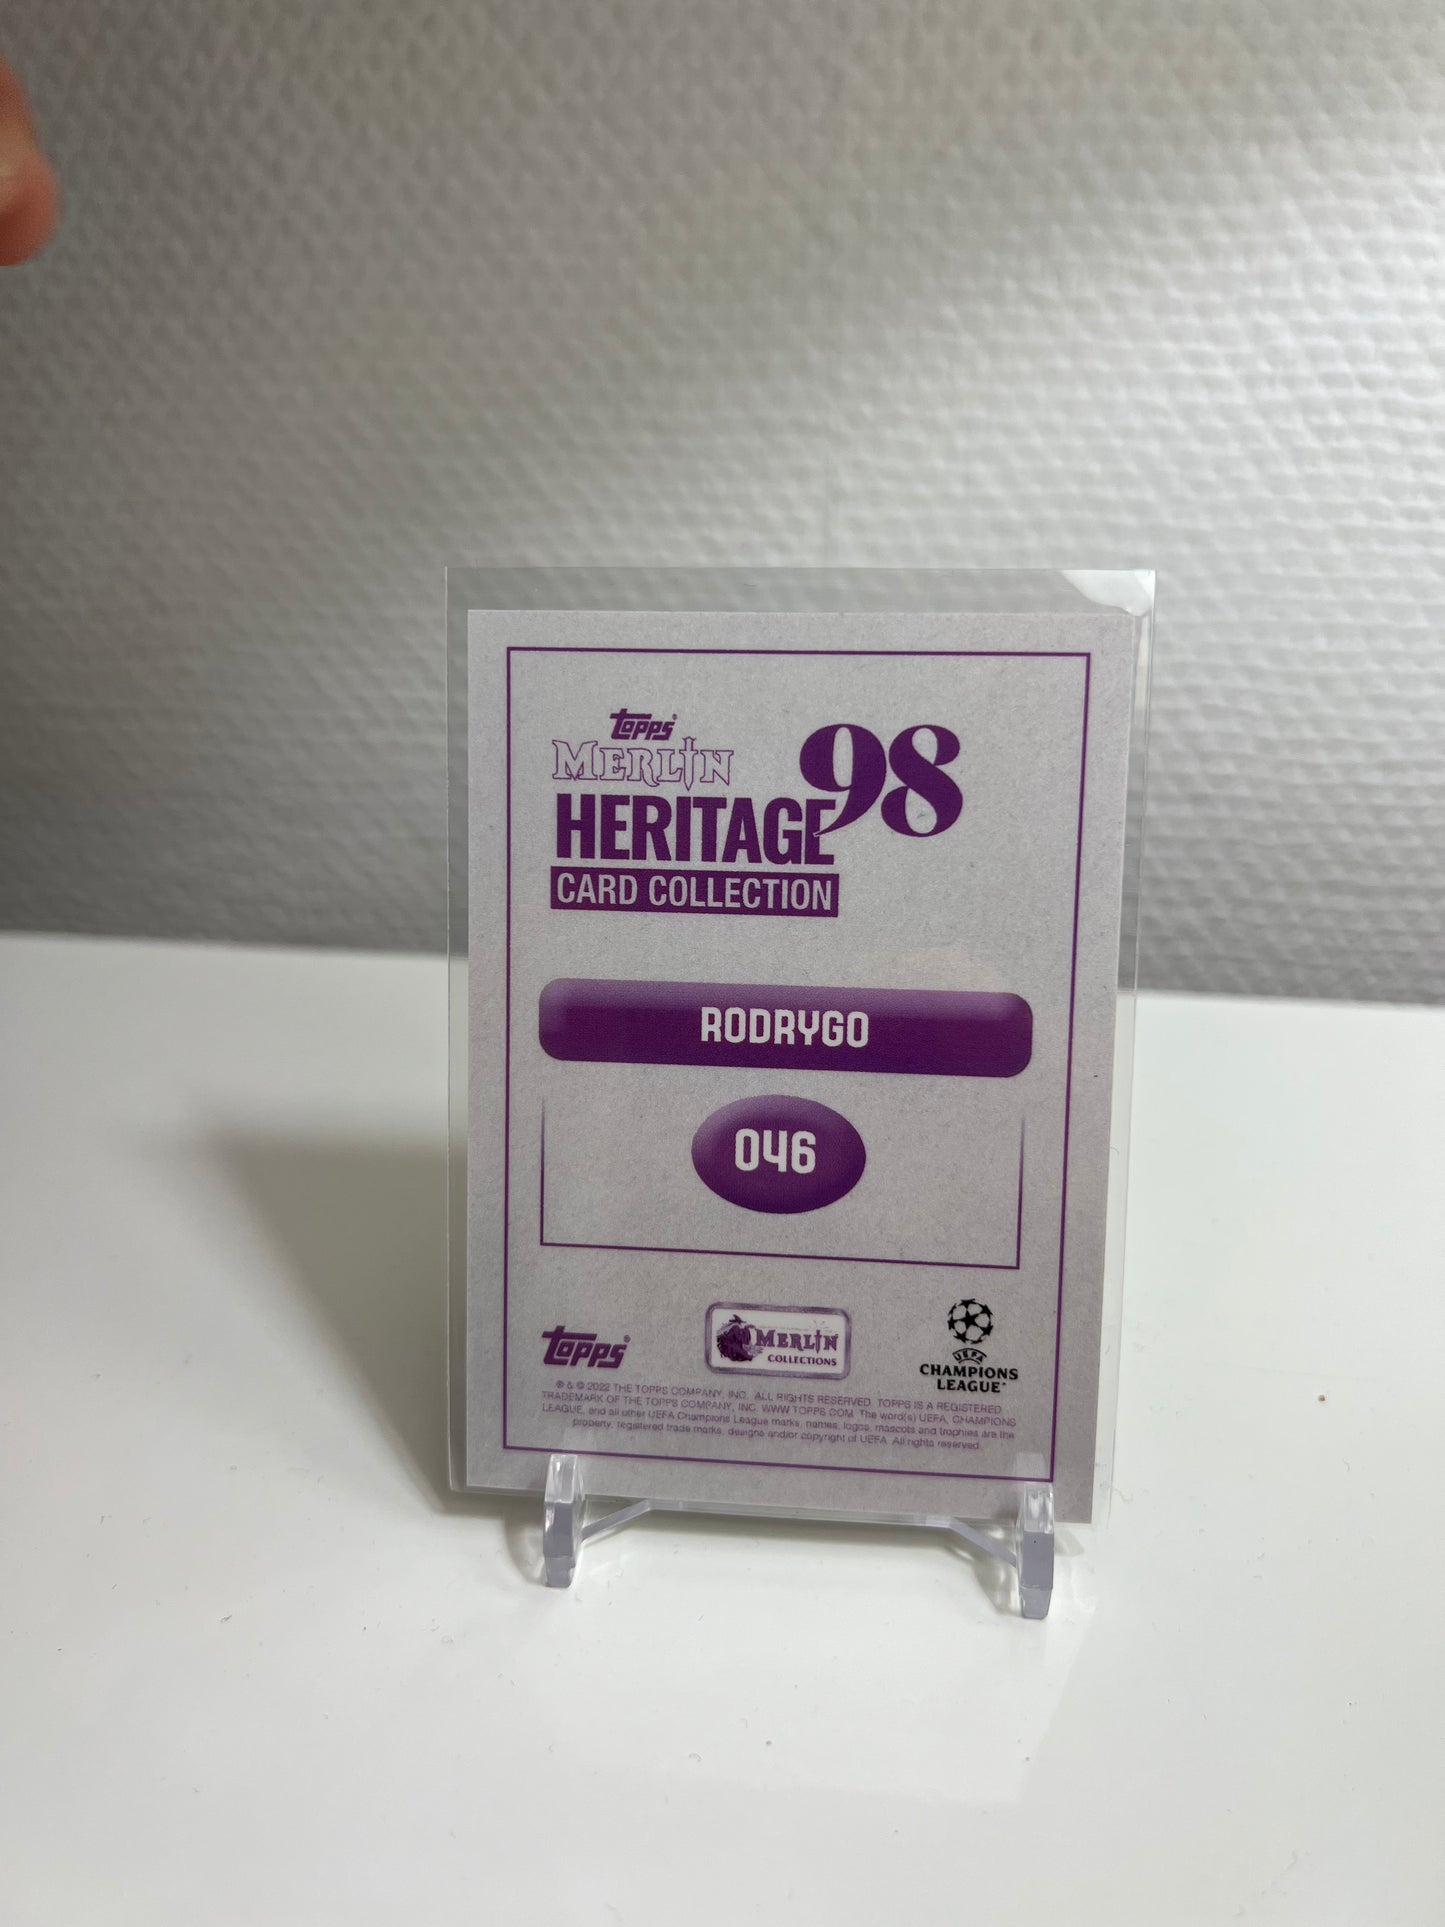 Topps®
MERLIN
HERITAGE 98
CARD COLLECTION
RODRYGO
046
Topps®
MERLIN
COLLECTIONS
UEFA
CHAMPIONS
LEAGUE
® & © 2022 THE TOPPS COMPANY, INC. ALL RIGHTS RESERVED. TOPPS IS A REGISTERED
TRADEMARK OF THE TOPPS COMPANY, INC. WWW.TOPPS.COM. The word(s) UEFA, CHAMPIONS
LEAGUE, and all other UEFA Champions League marks, names, logos, mascots and trophies are the
property, registered trade marks, designs and/or copyright of UEFA. All rights reserved.